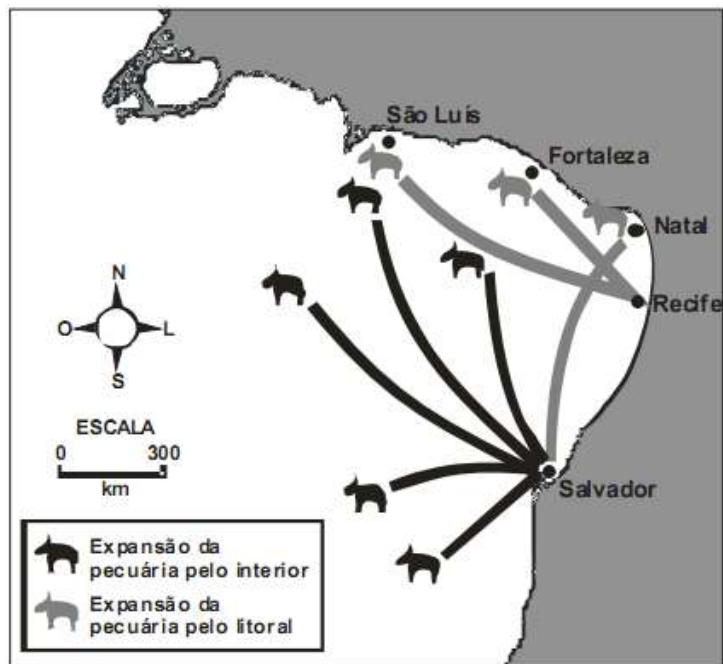 São Luís
Fortaleza
Natal
Recife
Salvador
N
O
L
S
ESCALA
0 300
km
Expansão da
pecuária pelo interior
Expansão da
pecuária pelo litoral